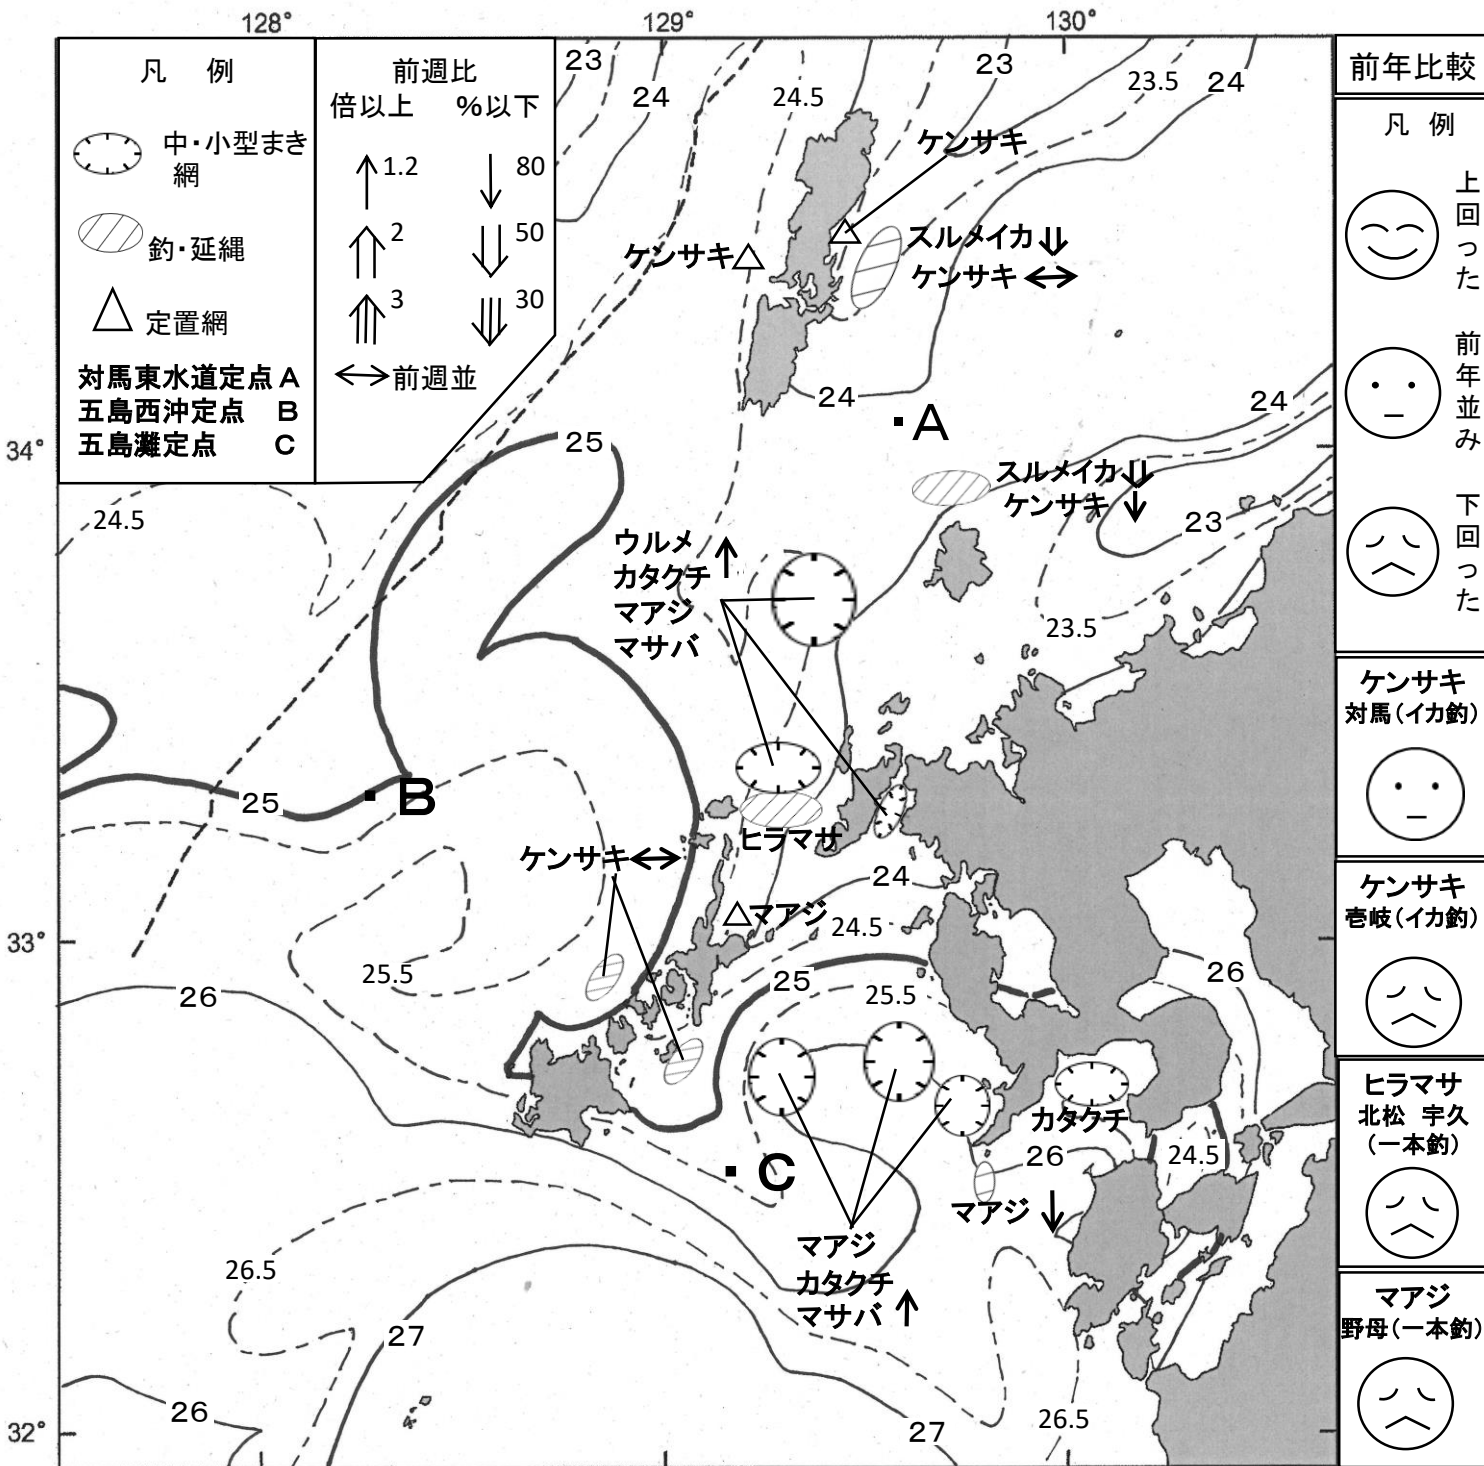 128°
129°
130°
凡 例
中・小型まき
網
釣・延縄
定置網
対馬東水道定点 A
五島西沖定点 B
五島灘定点 C
前週比
倍以上 %以下
1.2 80
2 50
3 30
前週並
23
24
24.5
23
23.5
24
ケンサキ
スルメイカ
ケンサキ
ケンサキ
24
A
24
34°
25
24.5
スルメイカ
ケンサキ
23
ウルメ
カタクチ
マアジ
マサバ
23.5
25
B
ヒラマサ
ケンサキ
24
マアジ
24.5
33°
25.5
26
25
25.5
26
カタクチ
26
24.5
C
マアジ
マアジ
カタクチ
マサバ
26.5
27
26
26.5
27
32°
前年比較
凡 例
上回った
前年並み
下回った
ケンサキ
対馬(イカ釣)
ケンサキ
壱岐(イカ釣)
ヒラマサ
北松 宇久
(一本釣)
マアジ
野母(一本釣)